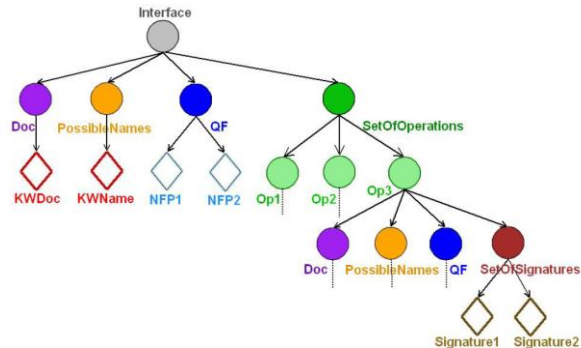 Interface
Doc
PossibleNames
QF
SetOfOperations
KWDoc
KWName
NFP1
NFP2
Op1
Op2
Op3
Doc
PossibleNames
QF
SetOfSignatures
Signature1
Signature2